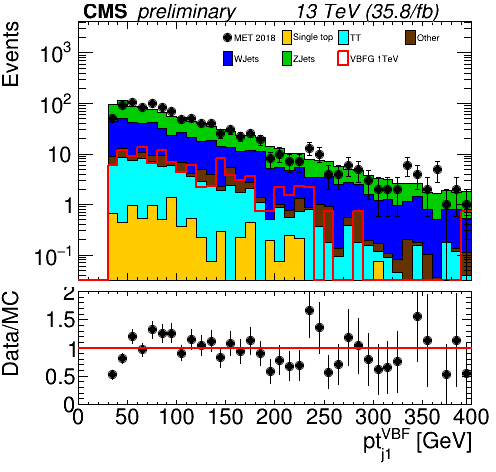 CMS preliminary 13 TeV (35.8/fb)
Events
MET 2018 Single top TT Other
WJets ZJets VBFG 1TeV
10³
10²
10
1
10⁻¹
Data/MC
2
1.5
1
0.5
0
0 50 100 150 200 250 300 350 400
pt_{j1}^{VBF} [GeV]